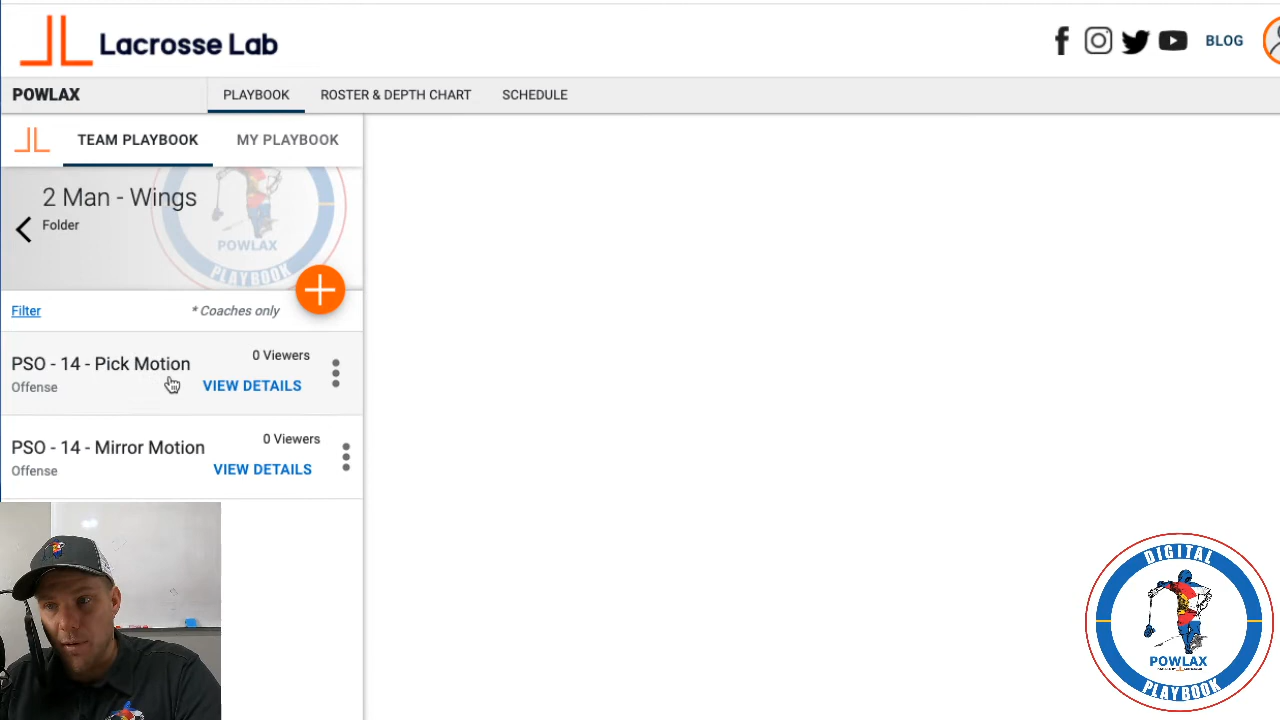 Lacrosse Lab
BLOG
POWLAX
PLAYBOOK
ROSTER & DEPTH CHART
SCHEDULE
TEAM PLAYBOOK
MY PLAYBOOK
2 Man - Wings
Folder
POWLAX
PLAYBOOK
Filter
* Coaches only
PSO - 14 - Pick Motion
0 Viewers
Offense
VIEW DETAILS
PSO - 14 - Mirror Motion
0 Viewers
Offense
VIEW DETAILS
DIGITAL
POWLAX
PLAYBOOK